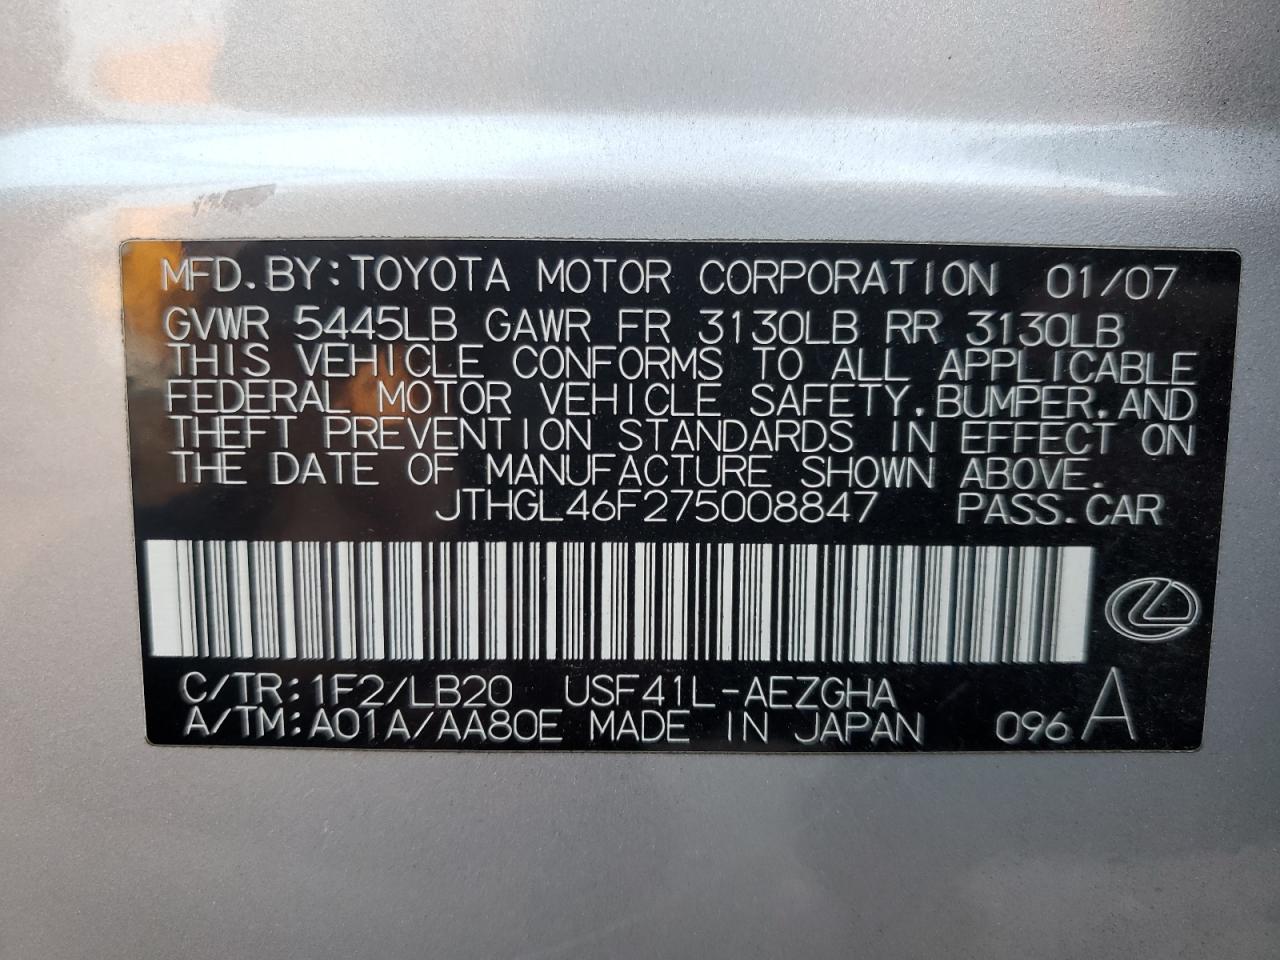 MFD.BY:TOYOTA MOTOR CORPORATION 01/07
GVWR 5445LB GAWR FR 3130LB RR 3130LB
THIS VEHICLE CONFORMS TO ALL APPLICABLE
FEDERAL MOTOR VEHICLE SAFETY,BUMPER,AND
THEFT PREVENTION STANDARDS IN EFFECT ON
THE DATE OF MANUFACTURE SHOWN ABOVE.
JTHGL46F275008847 PASS.CAR
C/TR:1F2/LB20 USF41L-AEZGHA
A/TM:A01A/AA80E MADE IN JAPAN 096 A